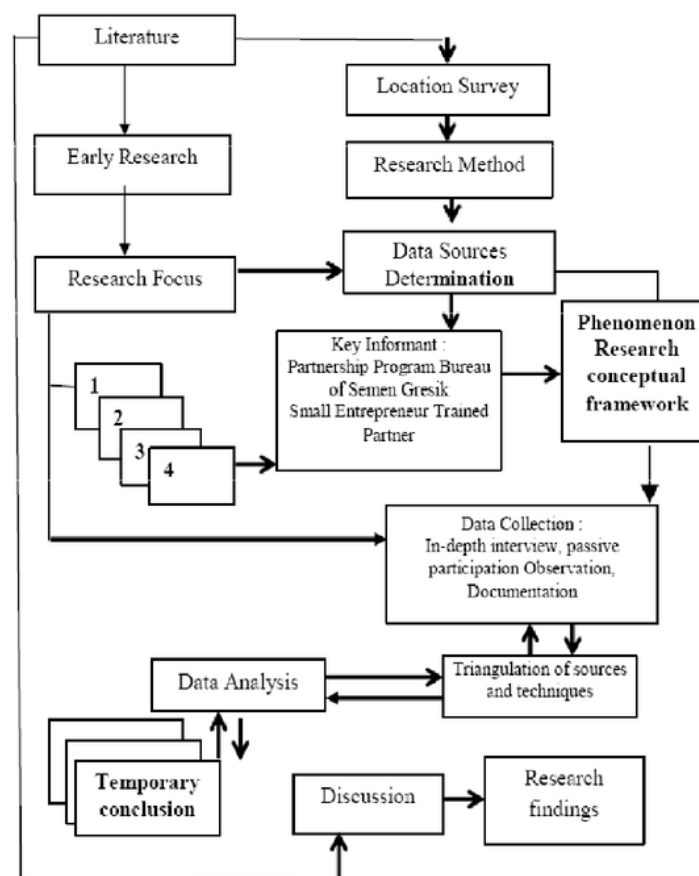 Literature
Location Survey
Early Research
Research Method
Research Focus
Data Sources
Determination
Phenomenon
Research
conceptual
framework
Key Informant :
Partnership Program Bureau
of Semen Gresik
Small Entrepreneur Trained
Partner
1
2
3
4
Data Collection :
In-depth interview, passive
participation Observation,
Documentation
Data Analysis
Triangulation of sources
and techniques
Temporary
conclusion
Discussion
Research
findings